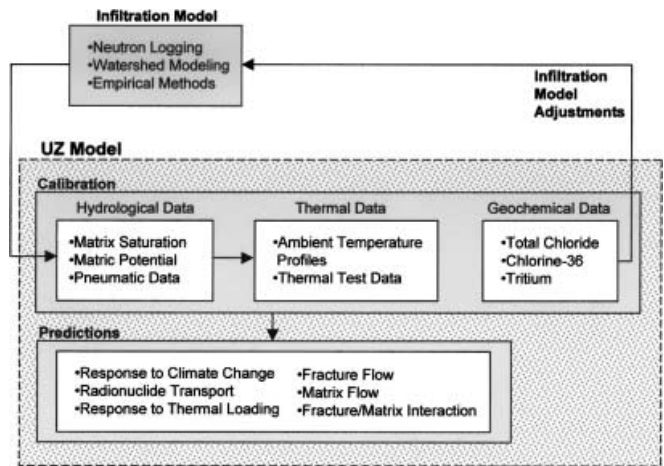 Infiltration Model
•Neutron Logging
•Watershed Modeling
•Empirical Methods
Infiltration
Model
Adjustments
UZ Model
Calibration
Hydrological Data
•Matrix Saturation
•Matric Potential
•Pneumatic Data
Thermal Data
•Ambient Temperature
Profiles
•Thermal Test Data
Geochemical Data
•Total Chloride
•Chlorine-36
•Tritium
Predictions
•Response to Climate Change
•Radionuclide Transport
•Response to Thermal Loading
•Fracture Flow
•Matrix Flow
•Fracture/Matrix Interaction